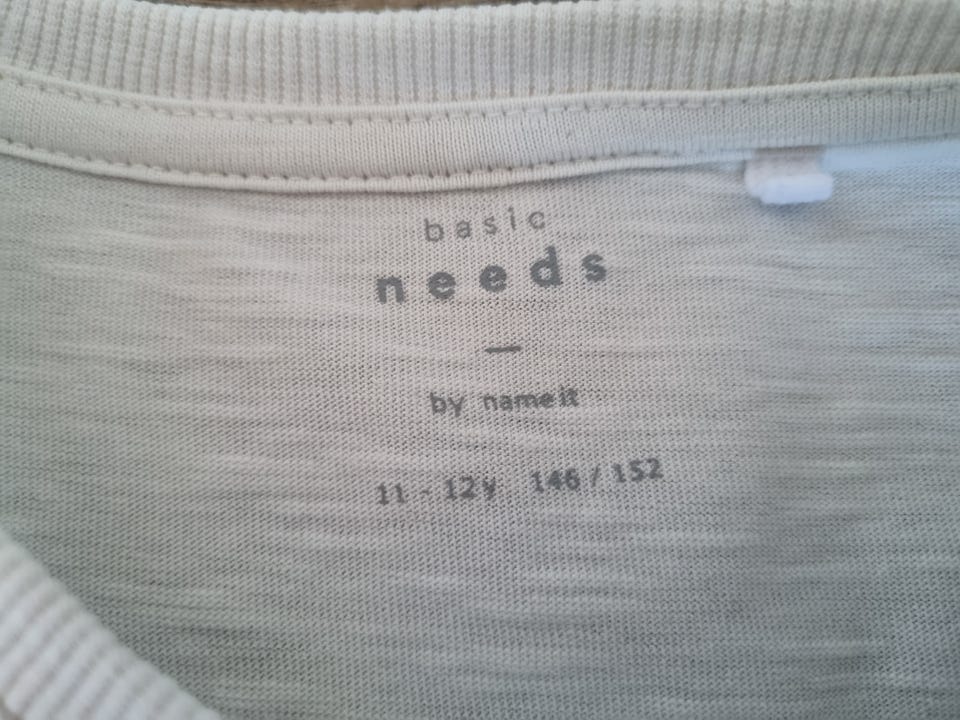 basic
needs
—
by name it
11 - 12y 146 / 152